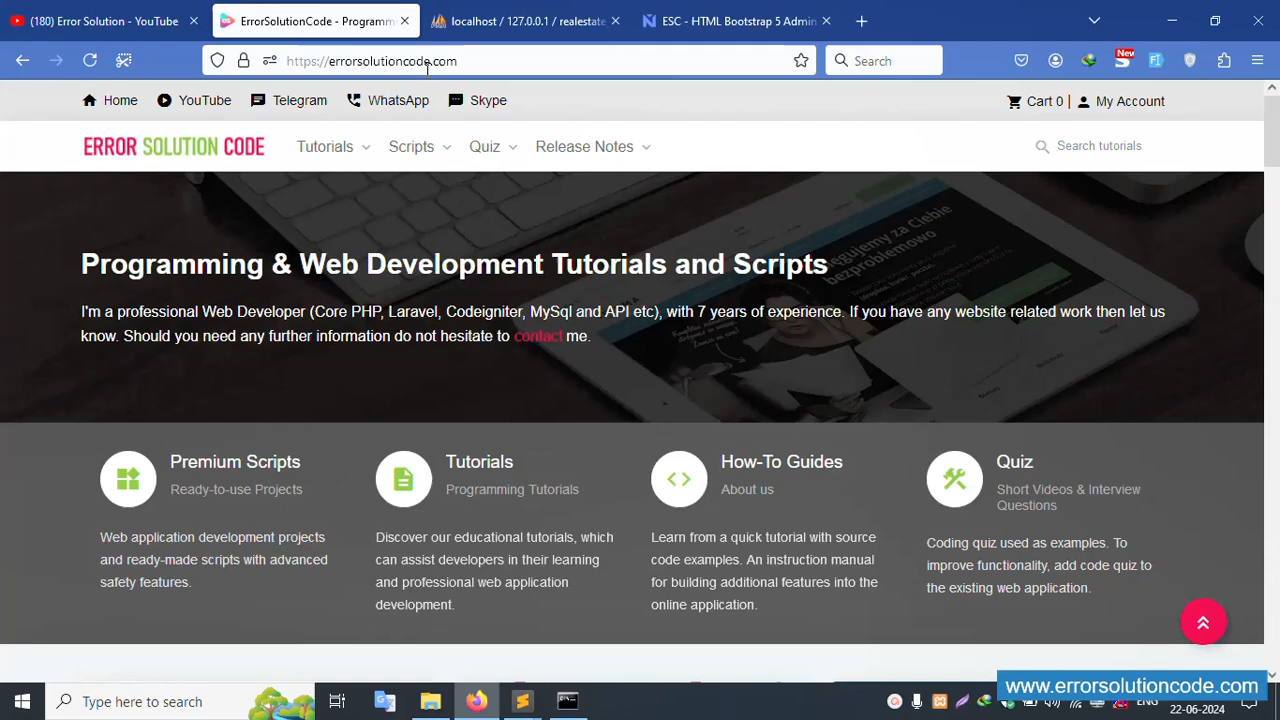 (180) Error Solution - YouTube
ErrorSolutionCode - Programm
localhost / 127.0.0.1 / realestate
ESC - HTML Bootstrap 5 Admin
https://errorsolutioncode.com
Search
New
Home
YouTube
Telegram
WhatsApp
Skype
Cart 0 |
My Account
ERROR SOLUTION CODE
Tutorials
Scripts
Quiz
Release Notes
Search tutorials
Programming & Web Development Tutorials and Scripts
I'm a professional Web Developer (Core PHP, Laravel, Codeigniter, MySql and API etc), with 7 years of experience. If you have any website related work then let us
know. Should you need any further information do not hesitate to contact me.
Premium Scripts
Ready-to-use Projects
Web application development projects
and ready-made scripts with advanced
safety features.
Tutorials
Programming Tutorials
Discover our educational tutorials, which
can assist developers in their learning
and professional web application
development.
How-To Guides
About us
Learn from a quick tutorial with source
code examples. An instruction manual
for building additional features into the
online application.
Quiz
Short Videos & Interview
Questions
Coding quiz used as examples. To
improve functionality, add code quiz to
the existing web application.
www.errorsolutioncode.com
Type here to search
22-06-2024